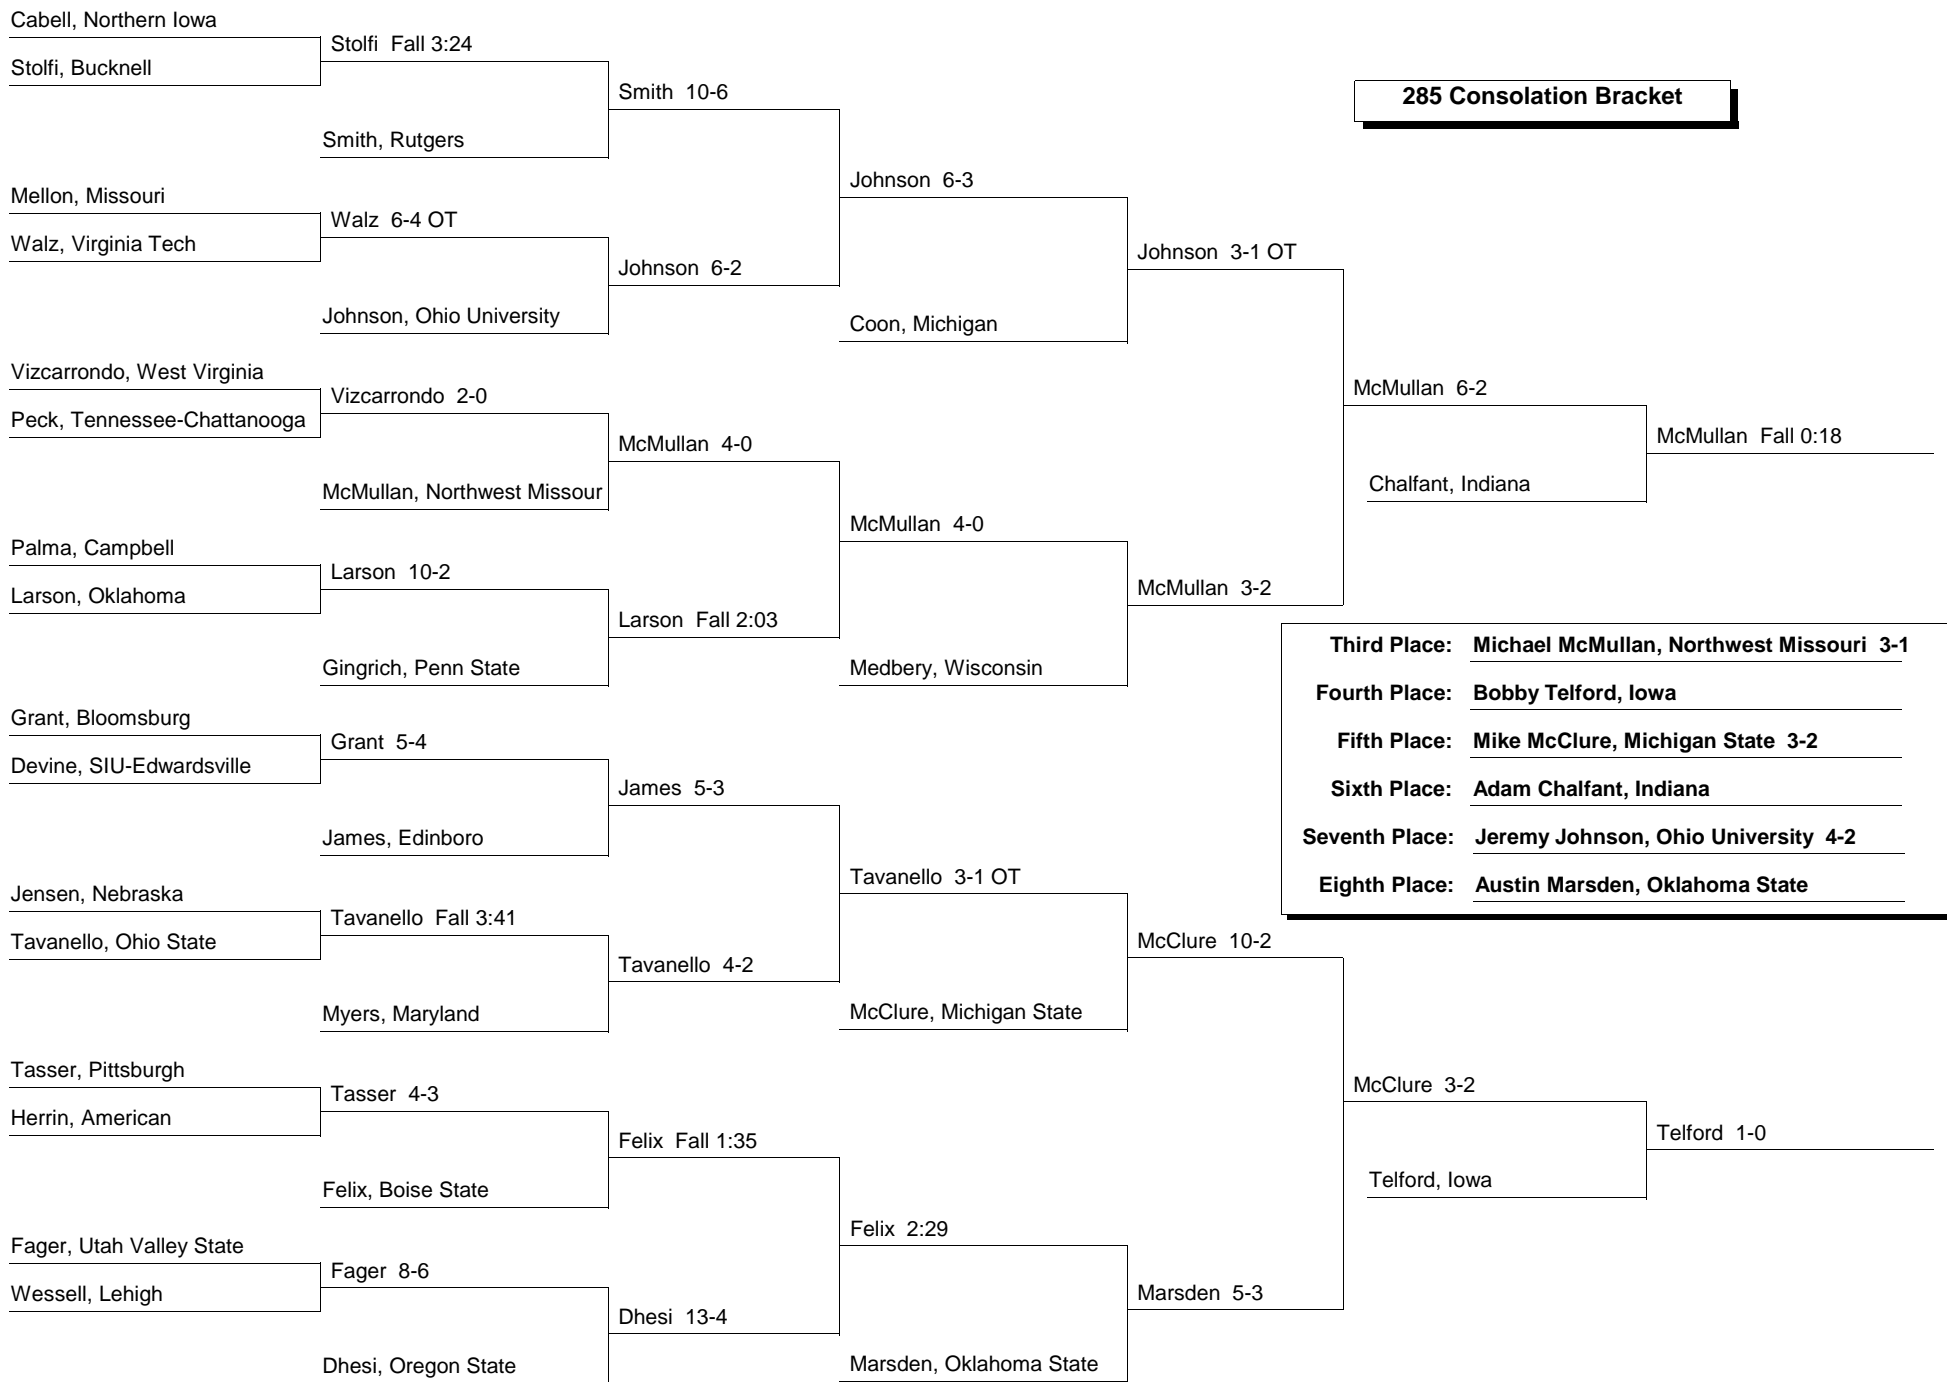 Cabell, Northern Iowa
Stolfi  Fall 3:24
Stolfi, Bucknell
Smith  10-6
285 Consolation Bracket
Smith, Rutgers
Johnson  6-3
Mellon, Missouri
Walz  6-4 OT
Walz, Virginia Tech
Johnson  3-1 OT
Johnson  6-2
Johnson, Ohio University
Coon, Michigan
Vizcarrondo, West Virginia
McMullan  6-2
Vizcarrondo  2-0
Peck, Tennessee-Chattanooga
McMullan  Fall 0:18
McMullan  4-0
Chalfant, Indiana
McMullan, Northwest Missour
McMullan  4-0
Palma, Campbell
Larson  10-2
McMullan  3-2
Larson, Oklahoma
Larson  Fall 2:03
Third Place: Michael McMullan, Northwest Missouri  3-1
Gingrich, Penn State
Medbery, Wisconsin
Fourth Place: Bobby Telford, Iowa
Grant, Bloomsburg
Grant  5-4
Fifth Place: Mike McClure, Michigan State  3-2
Devine, SIU-Edwardsville
James  5-3
Sixth Place: Adam Chalfant, Indiana
James, Edinboro
Seventh Place: Jeremy Johnson, Ohio University  4-2
Tavanello  3-1 OT
Eighth Place: Austin Marsden, Oklahoma State
Jensen, Nebraska
Tavanello  Fall 3:41
Tavanello, Ohio State
McClure  10-2
Tavanello  4-2
Myers, Maryland
McClure, Michigan State
Tasser, Pittsburgh
McClure  3-2
Tasser  4-3
Herrin, American
Telford  1-0
Felix  Fall 1:35
Telford, Iowa
Felix, Boise State
Felix  2:29
Fager, Utah Valley State
Fager  8-6
Wessell, Lehigh
Marsden  5-3
Dhesi  13-4
Dhesi, Oregon State
Marsden, Oklahoma State